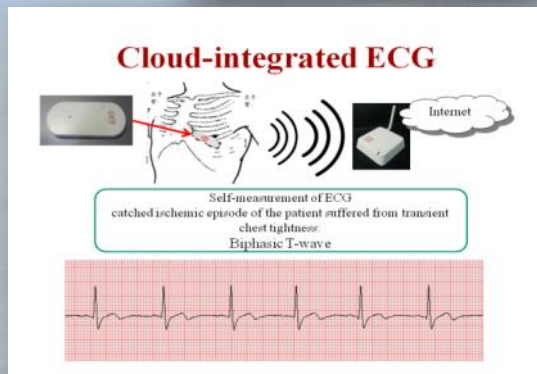 Cloud-integrated ECG
Internet
Self-measurement of ECG
catched ischemic episode of the patient suffered from transient
chest tightness:
Biphasic T-wave